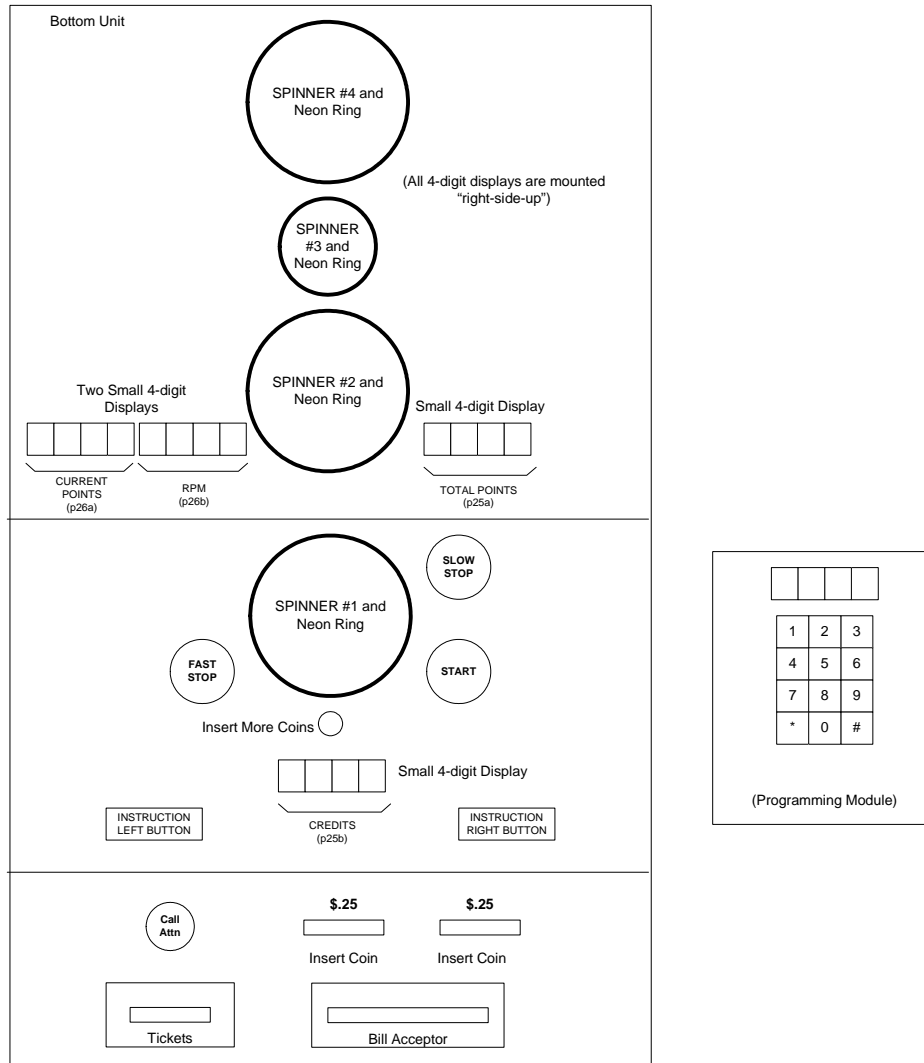 Bottom Unit
SPINNER #4 and
Neon Ring
(All 4-digit displays are mounted
“right-side-up”)
SPINNER
#3 and
Neon Ring
SPINNER #2 and
Neon Ring
Two Small 4-digit
Displays
Small 4-digit Display
CURRENT
POINTS
(p26a)
RPM
(p26b)
TOTAL POINTS
(p25a)
SLOW
STOP
SPINNER #1 and
Neon Ring
FAST
STOP
START
Insert More Coins
Small 4-digit Display
INSTRUCTION
LEFT BUTTON
CREDITS
(p25b)
INSTRUCTION
RIGHT BUTTON
Call
Attn
$.25
$.25
Insert Coin
Insert Coin
Tickets
Bill Acceptor
1 2 3
4 5 6
7 8 9
* 0 #
(Programming Module)